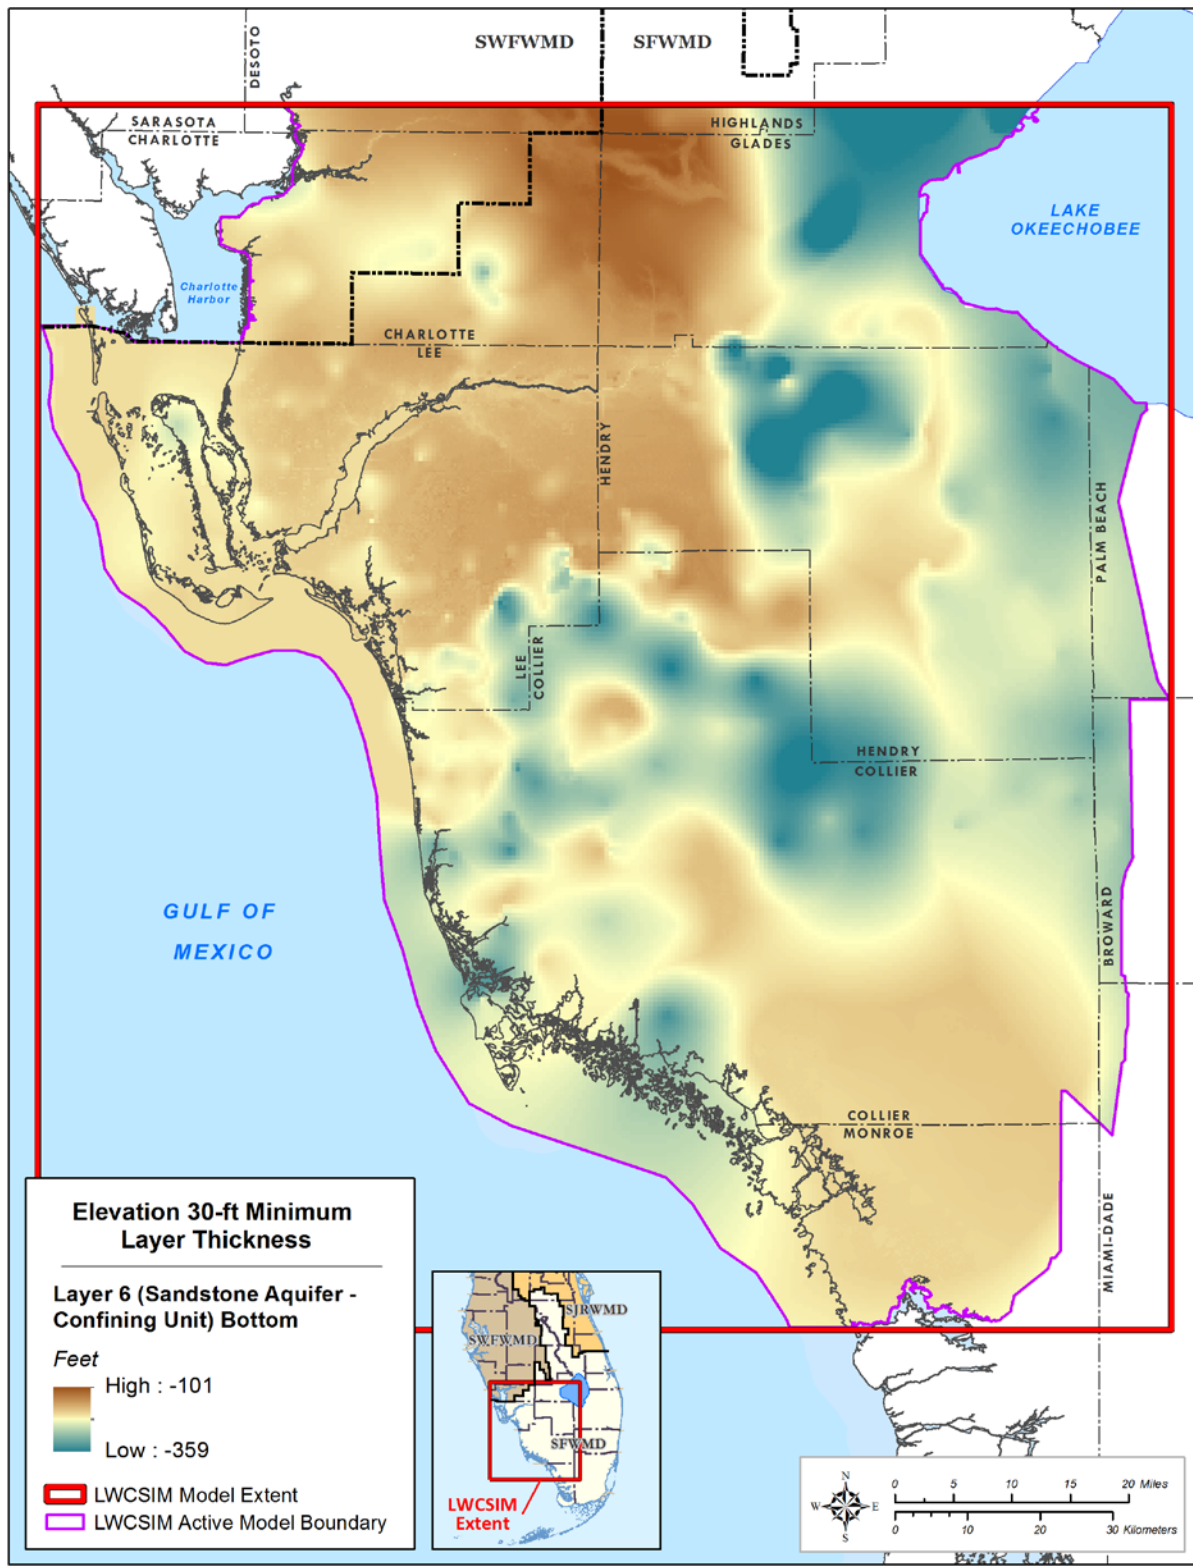 SWFWMD
SFWMD
DESOTO
SARASOTA
CHARLOTTE
HIGHLANDS
GLADES
LAKE
OKEECHOBEE
Charlotte
Harbor
CHARLOTTE
LEE
HENDRY
PALM BEACH
LEE
COLLIER
HENDRY
COLLIER
GULF OF
MEXICO
BROWARD
COLLIER
MONROE
MIAMI-DADE
Elevation 30-ft Minimum
Layer Thickness
Layer 6 (Sandstone Aquifer -
Confining Unit) Bottom
Feet
High : -101
Low : -359
LWCSIM Model Extent
LWCSIM Active Model Boundary
SJRWMD
SWFWMD
SFWMD
LWCSIM
Extent
N
W E
S
0 5 10 15 20 Miles
0 10 20 30 Kilometers